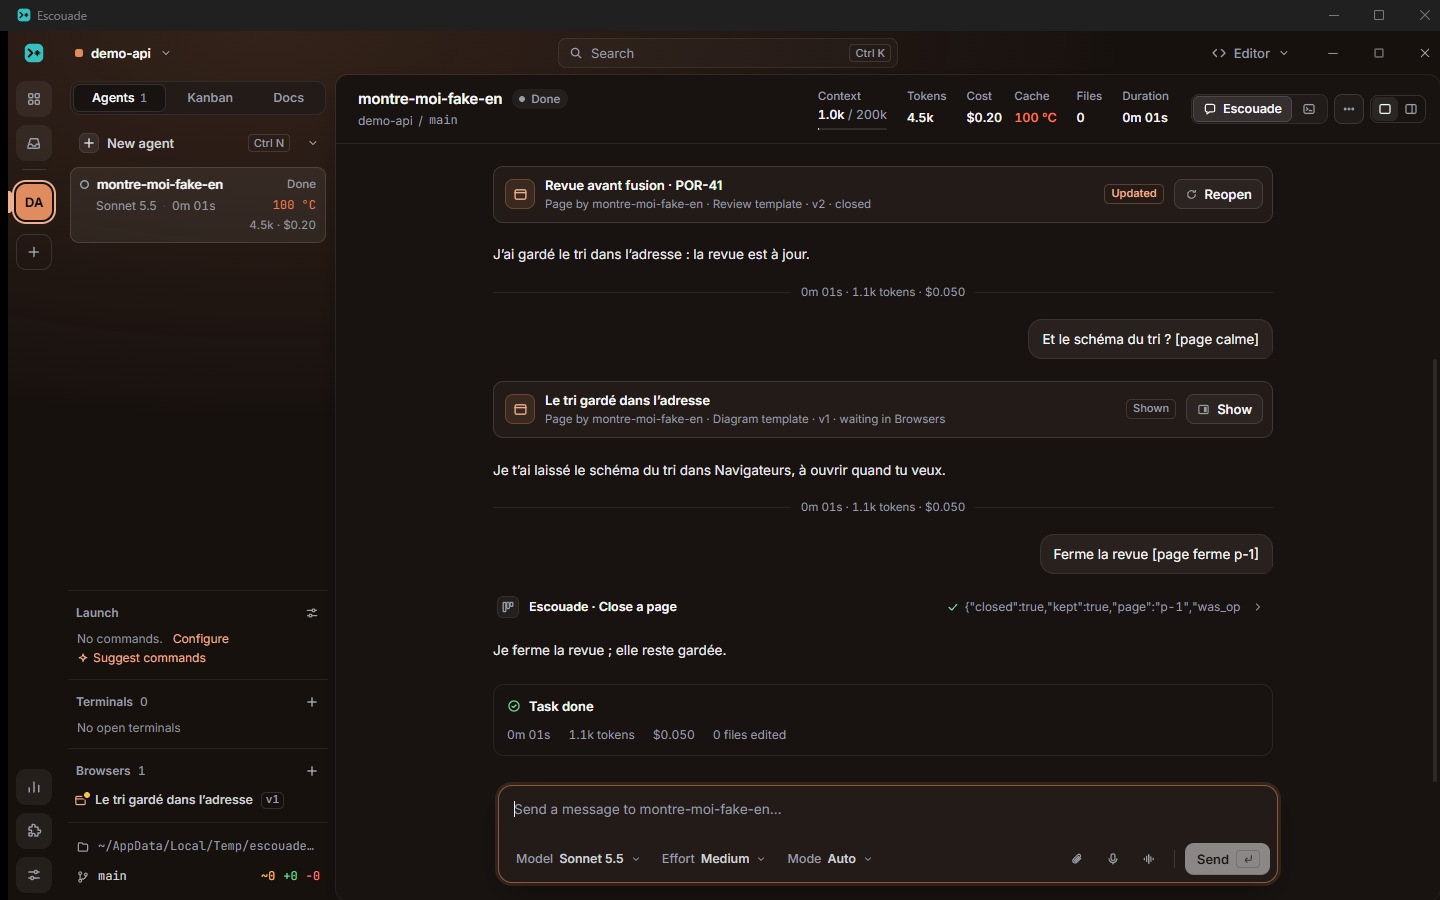 Escouade
demo-api
Search
Ctrl K
Editor
Agents 1
Kanban
Docs
New agent
Ctrl N
montre-moi-fake-en
Done
Sonnet 5.5 · 0m 01s
100 °C
4.5k · $0.20
DA
Launch
No commands. Configure
Suggest commands
Terminals 0
No open terminals
Browsers 1
Le tri gardé dans l’adresse v1
~/AppData/Local/Temp/escouade…
main
~0 +0 -0
montre-moi-fake-en
Done
demo-api / main
Context
1.0k / 200k
Tokens
4.5k
Cost
$0.20
Cache
100 °C
Files
0
Duration
0m 01s
Escouade
Revue avant fusion · POR-41
Page by montre-moi-fake-en · Review template · v2 · closed
Updated
Reopen
J’ai gardé le tri dans l’adresse : la revue est à jour.
0m 01s · 1.1k tokens · $0.050
Et le schéma du tri ? [page calme]
Le tri gardé dans l’adresse
Page by montre-moi-fake-en · Diagram template · v1 · waiting in Browsers
Shown
Show
Je t’ai laissé le schéma du tri dans Navigateurs, à ouvrir quand tu veux.
0m 01s · 1.1k tokens · $0.050
Ferme la revue [page ferme p-1]
Escouade · Close a page
{"closed":true,"kept":true,"page":"p-1","was_op
Je ferme la revue ; elle reste gardée.
Task done
0m 01s 1.1k tokens $0.050 0 files edited
Send a message to montre-moi-fake-en...
Model Sonnet 5.5
Effort Medium
Mode Auto
Send